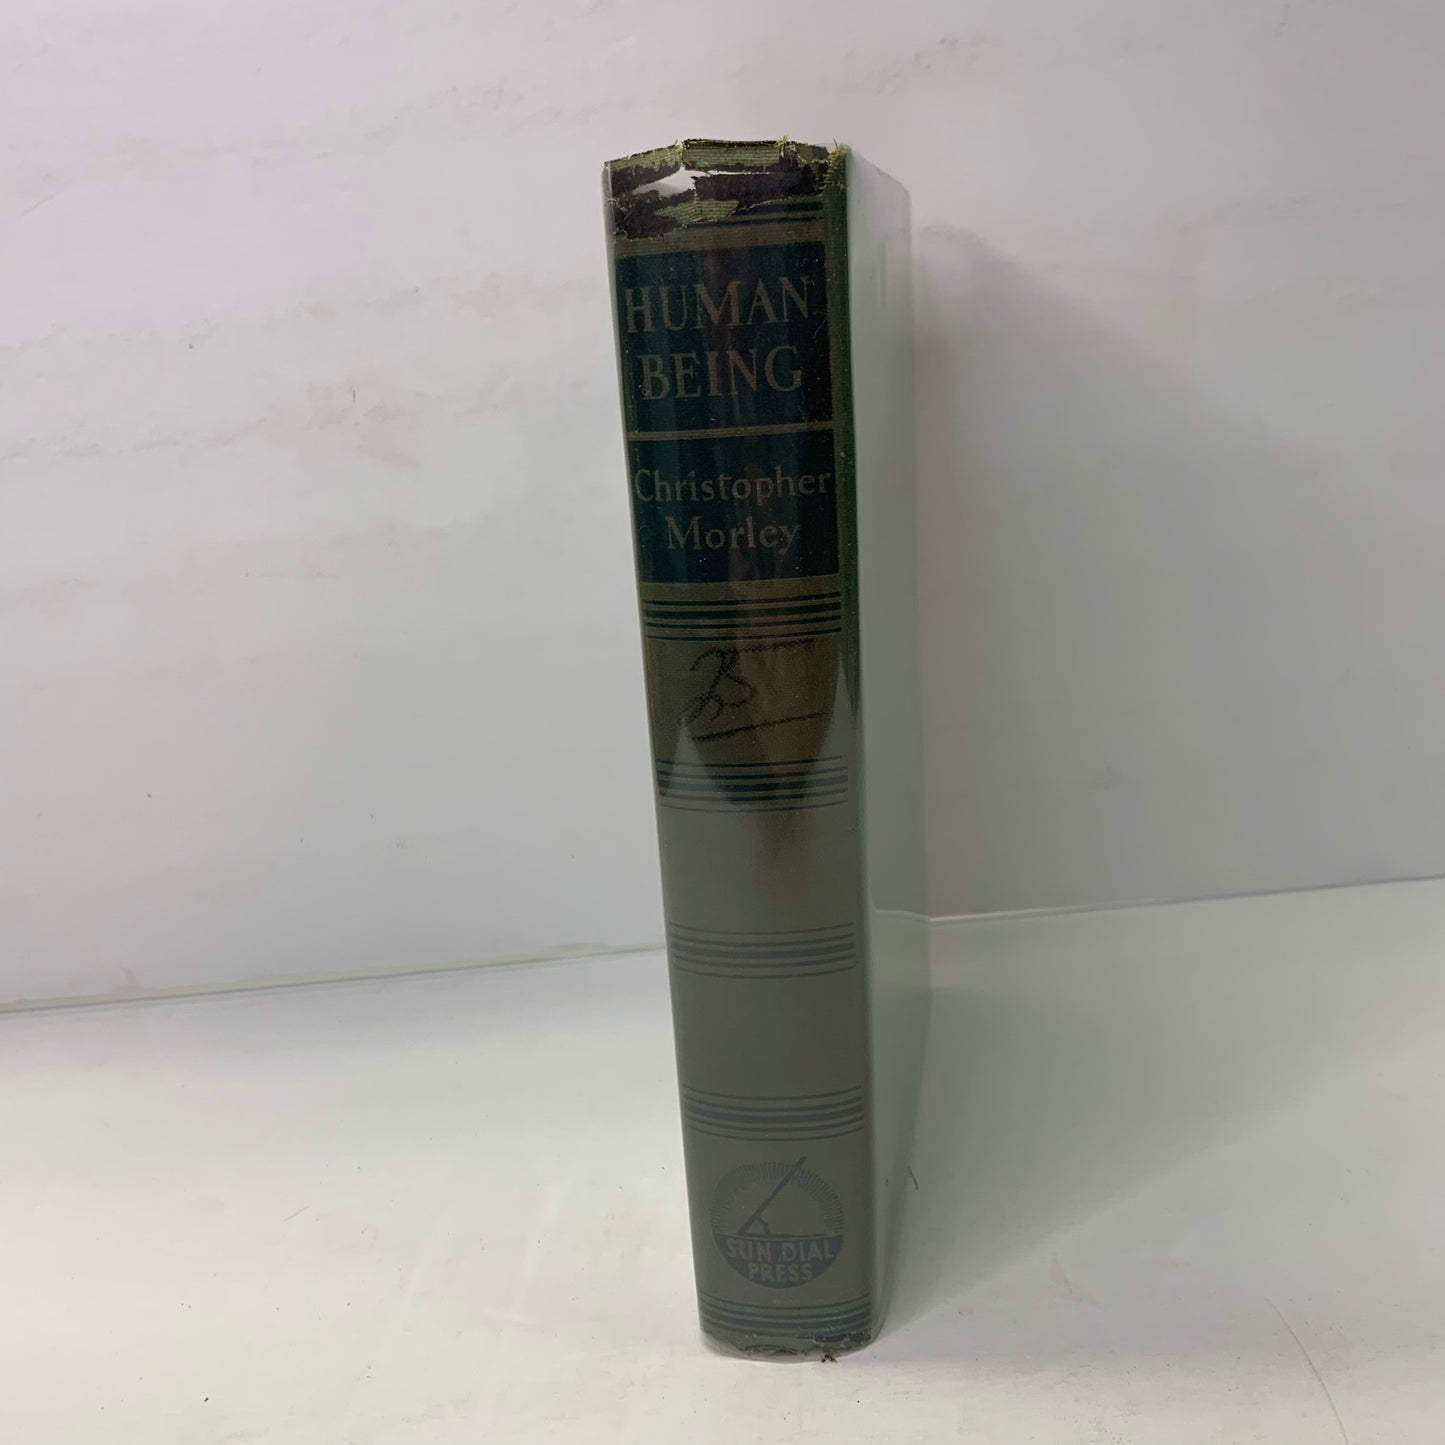 HUMAN
BEING
Christopher
Morley
SUN DIAL
PRESS